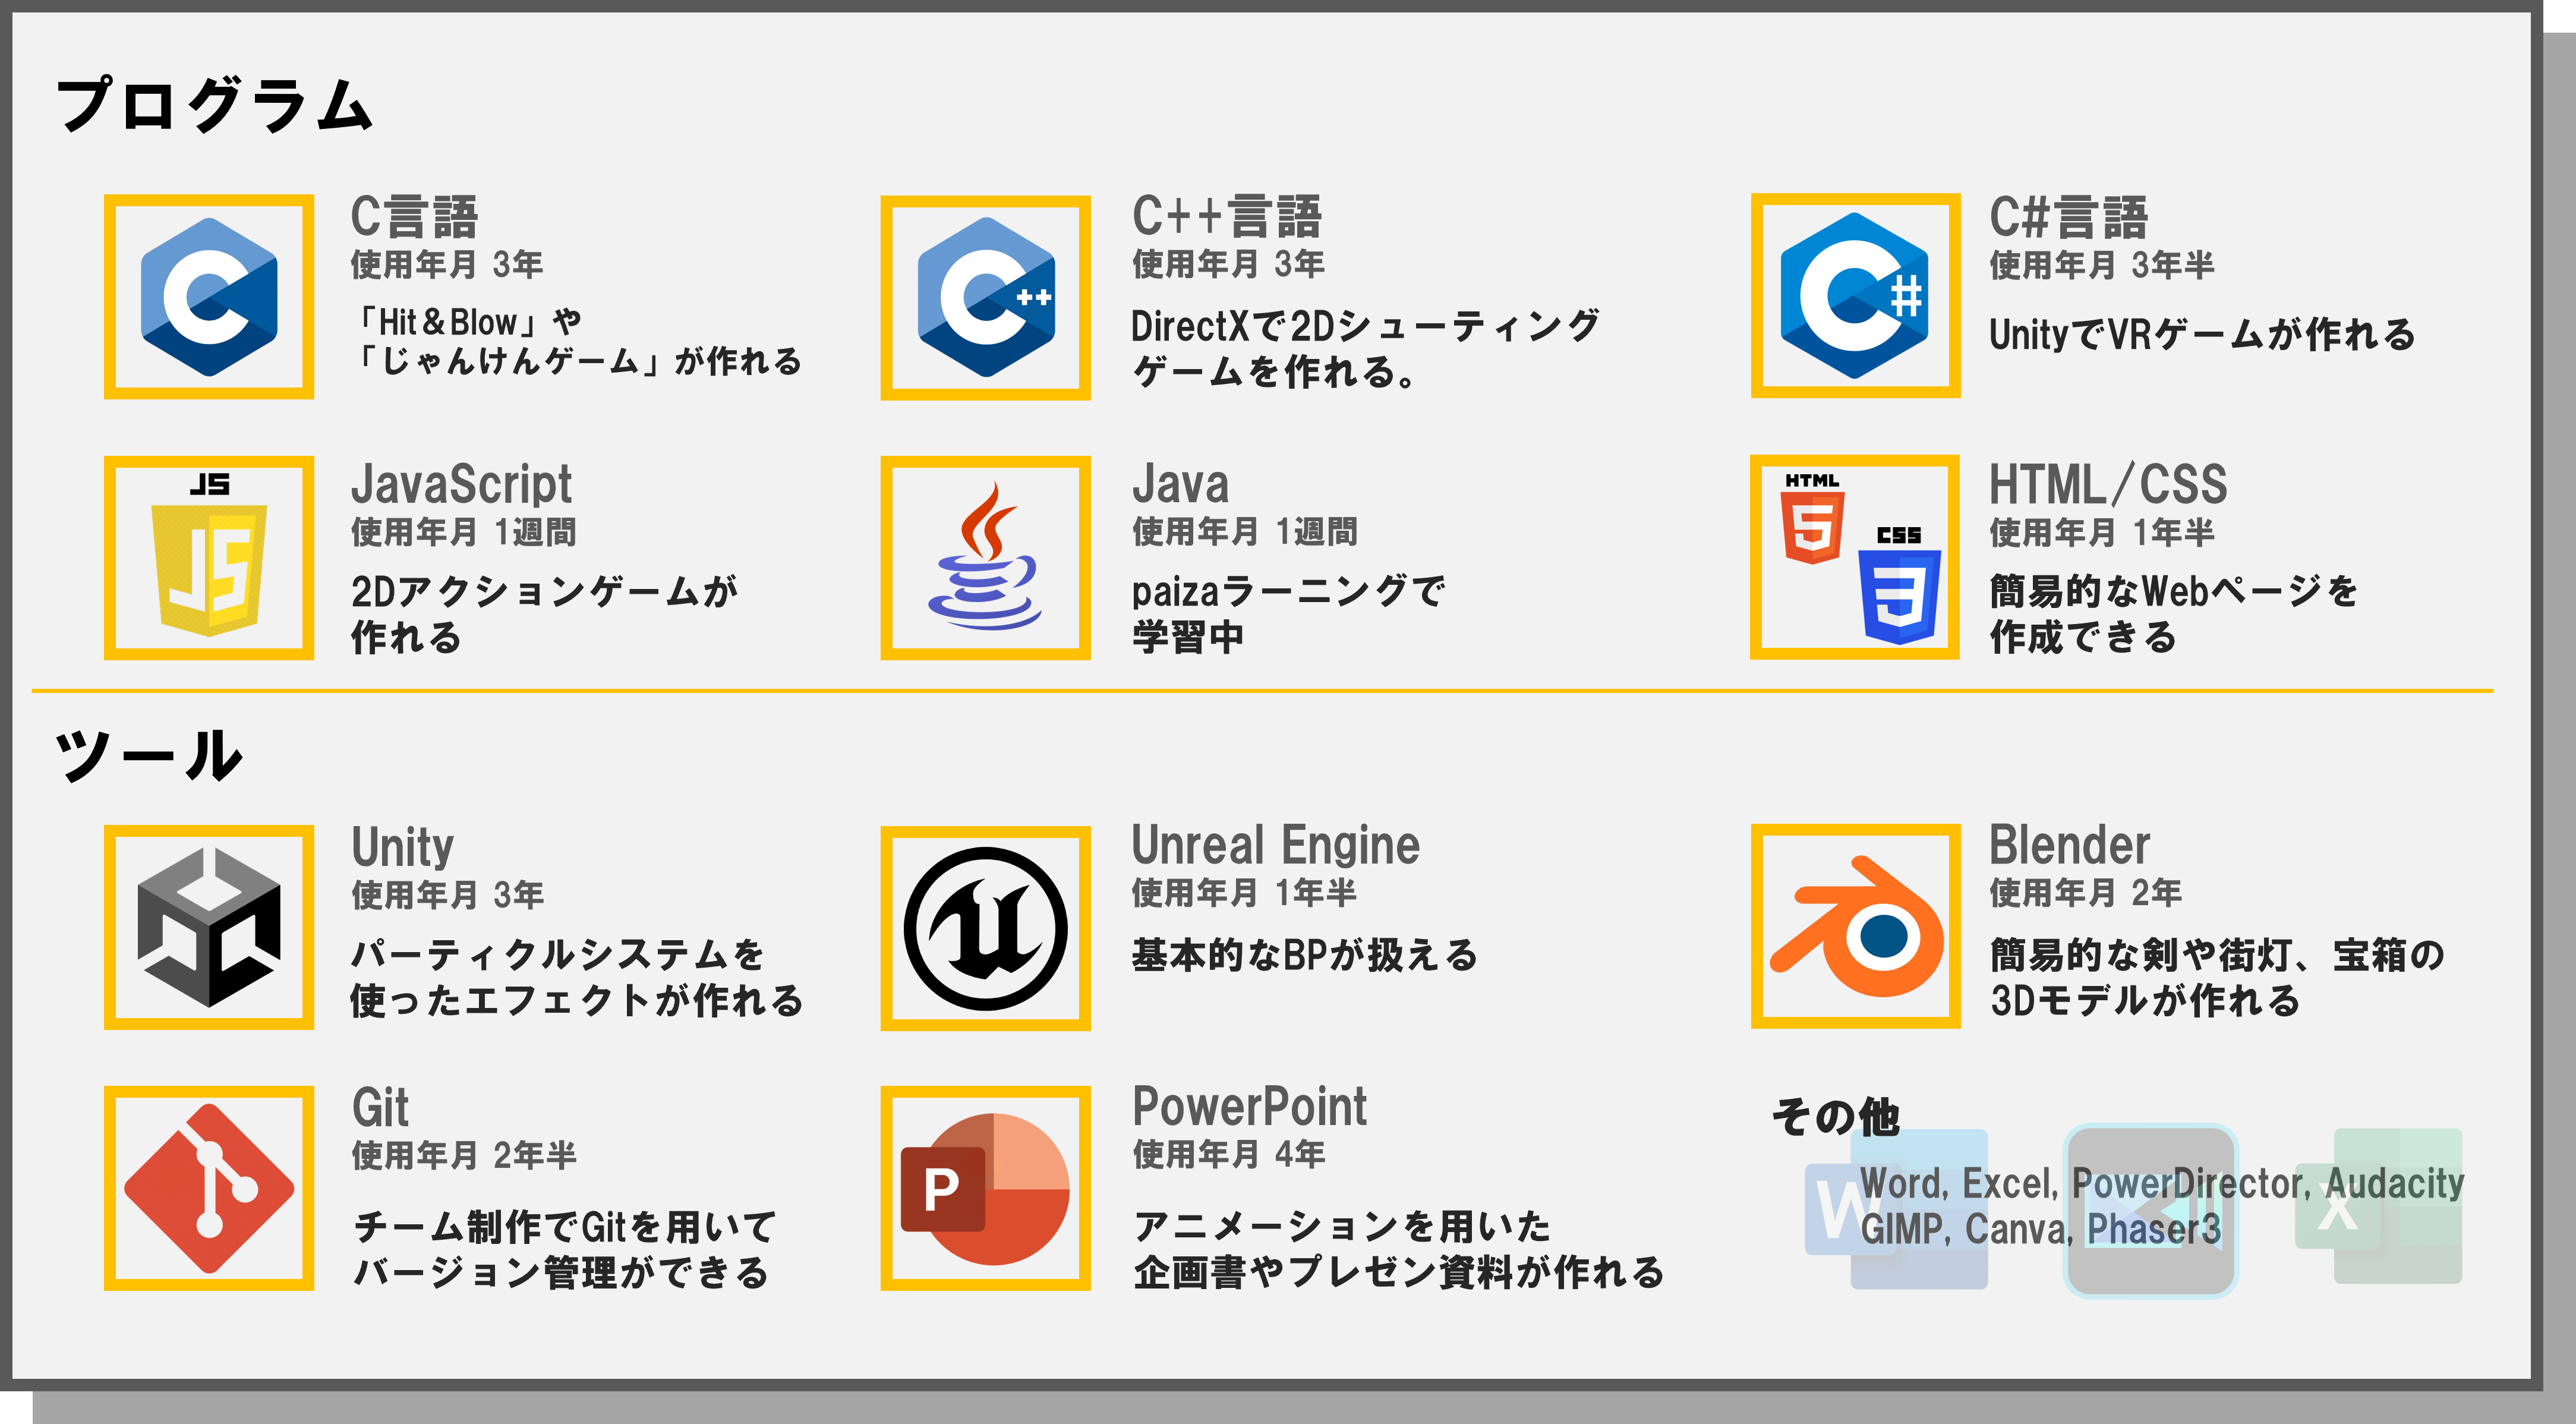 プログラム
C言語
使用年月 3年
「Hit＆Blow」や
「じゃんけんゲーム」が作れる
++
C++言語
使用年月 3年
DirectXで2Dシューティング
ゲームを作れる。
#
C#言語
使用年月 3年半
UnityでVRゲームが作れる
JS
JS
JavaScript
使用年月 1週間
2Dアクションゲームが
作れる
Java
使用年月 1週間
paizaラーニングで
学習中
HTML
5
CSS
3
HTML/CSS
使用年月 1年半
簡易的なWebページを
作成できる
ツール
Unity
使用年月 3年
パーティクルシステムを
使ったエフェクトが作れる
Unreal Engine
使用年月 1年半
基本的なBPが扱える
Blender
使用年月 2年
簡易的な剣や街灯、宝箱の
3Dモデルが作れる
Git
使用年月 2年半
チーム制作でGitを用いて
バージョン管理ができる
P
PowerPoint
使用年月 4年
アニメーションを用いた
企画書やプレゼン資料が作れる
その他
W
X
Word, Excel, PowerDirector, Audacity
GIMP, Canva, Phaser3